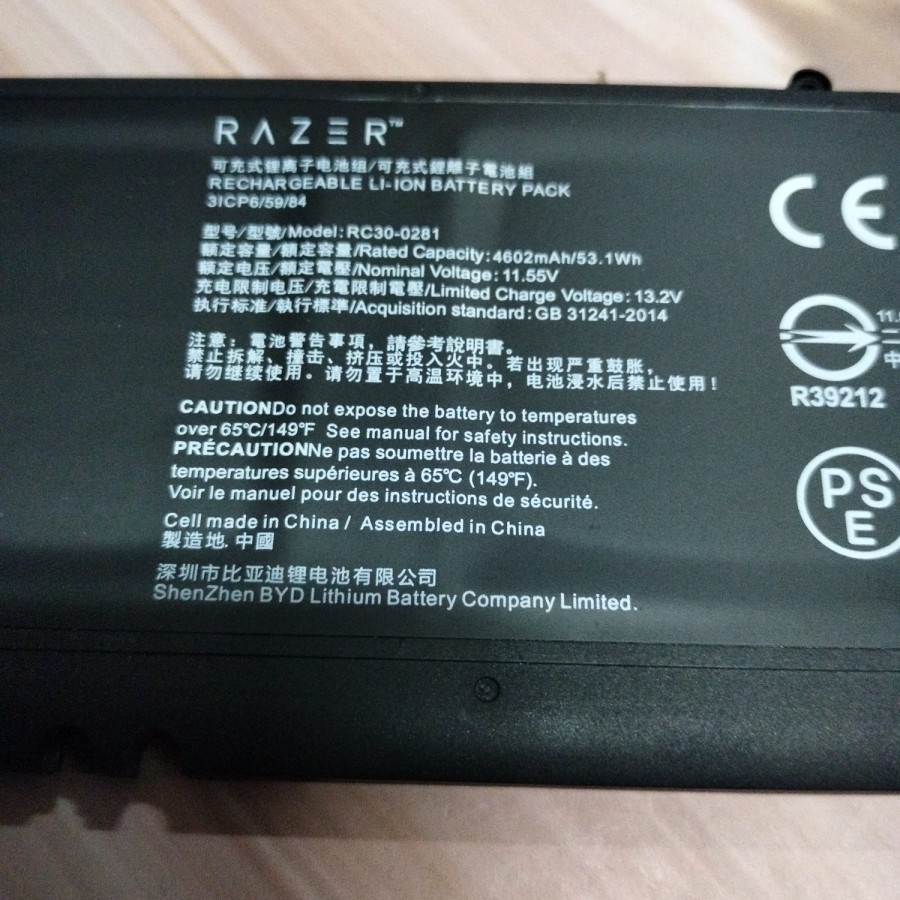 RAZER™
可充式锂离子电池组/可充式鋰離子電池組
RECHARGEABLE LI-ION BATTERY PACK
3ICP6/59/84
型号/型號/Model: RC30-0281
额定容量/額定容量/Rated Capacity: 4602mAh/53.1Wh
额定电压/額定電壓/Nominal Voltage: 11.55V
充电限制电压/充電限制電壓/Limited Charge Voltage: 13.2V
执行标准/執行標準/Acquisition standard: GB 31241-2014
注意：電池警告事項，請參考說明書。
禁止拆解、撞击、挤压或投入火中。若出现严重鼓胀，
请勿继续使用。请勿置于高温环境中，电池浸水后禁止使用！
CAUTIONDo not expose the battery to temperatures
over 65℃/149℉ See manual for safety instructions.
PRÉCAUTIONNe pas soumettre la batterie à des
temperatures supérieures à 65℃ (149℉).
Voir le manuel pour des instructions de sécurité.
Cell made in China / Assembled in China
製造地. 中國
深圳市比亚迪锂电池有限公司
ShenZhen BYD Lithium Battery Company Limited.
CE
R39212
PS
E